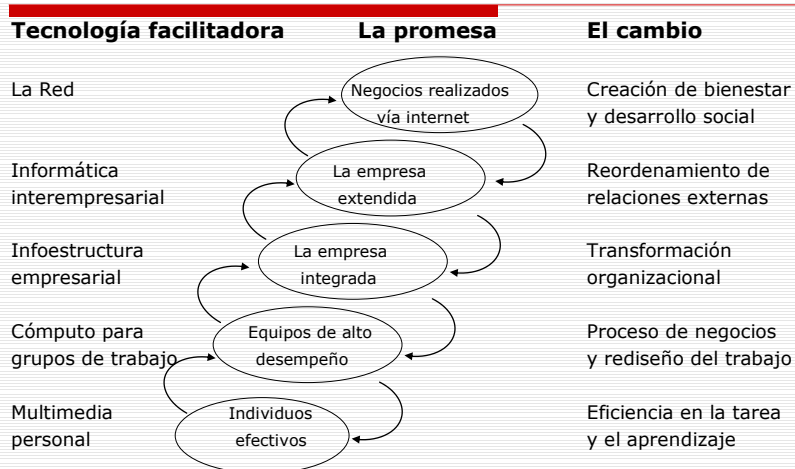 Tecnología facilitadora La promesa El cambio
La Red
Negocios realizados
vía internet
Creación de bienestar
y desarrollo social
Informática
interempresarial
La empresa
extendida
Reordenamiento de
relaciones externas
Infoestructura
empresarial
La empresa
integrada
Transformación
organizacional
Cómputo para
grupos de trabajo
Equipos de alto
desempeño
Proceso de negocios
y rediseño del trabajo
Multimedia
personal
Individuos
efectivos
Eficiencia en la tarea
y el aprendizaje